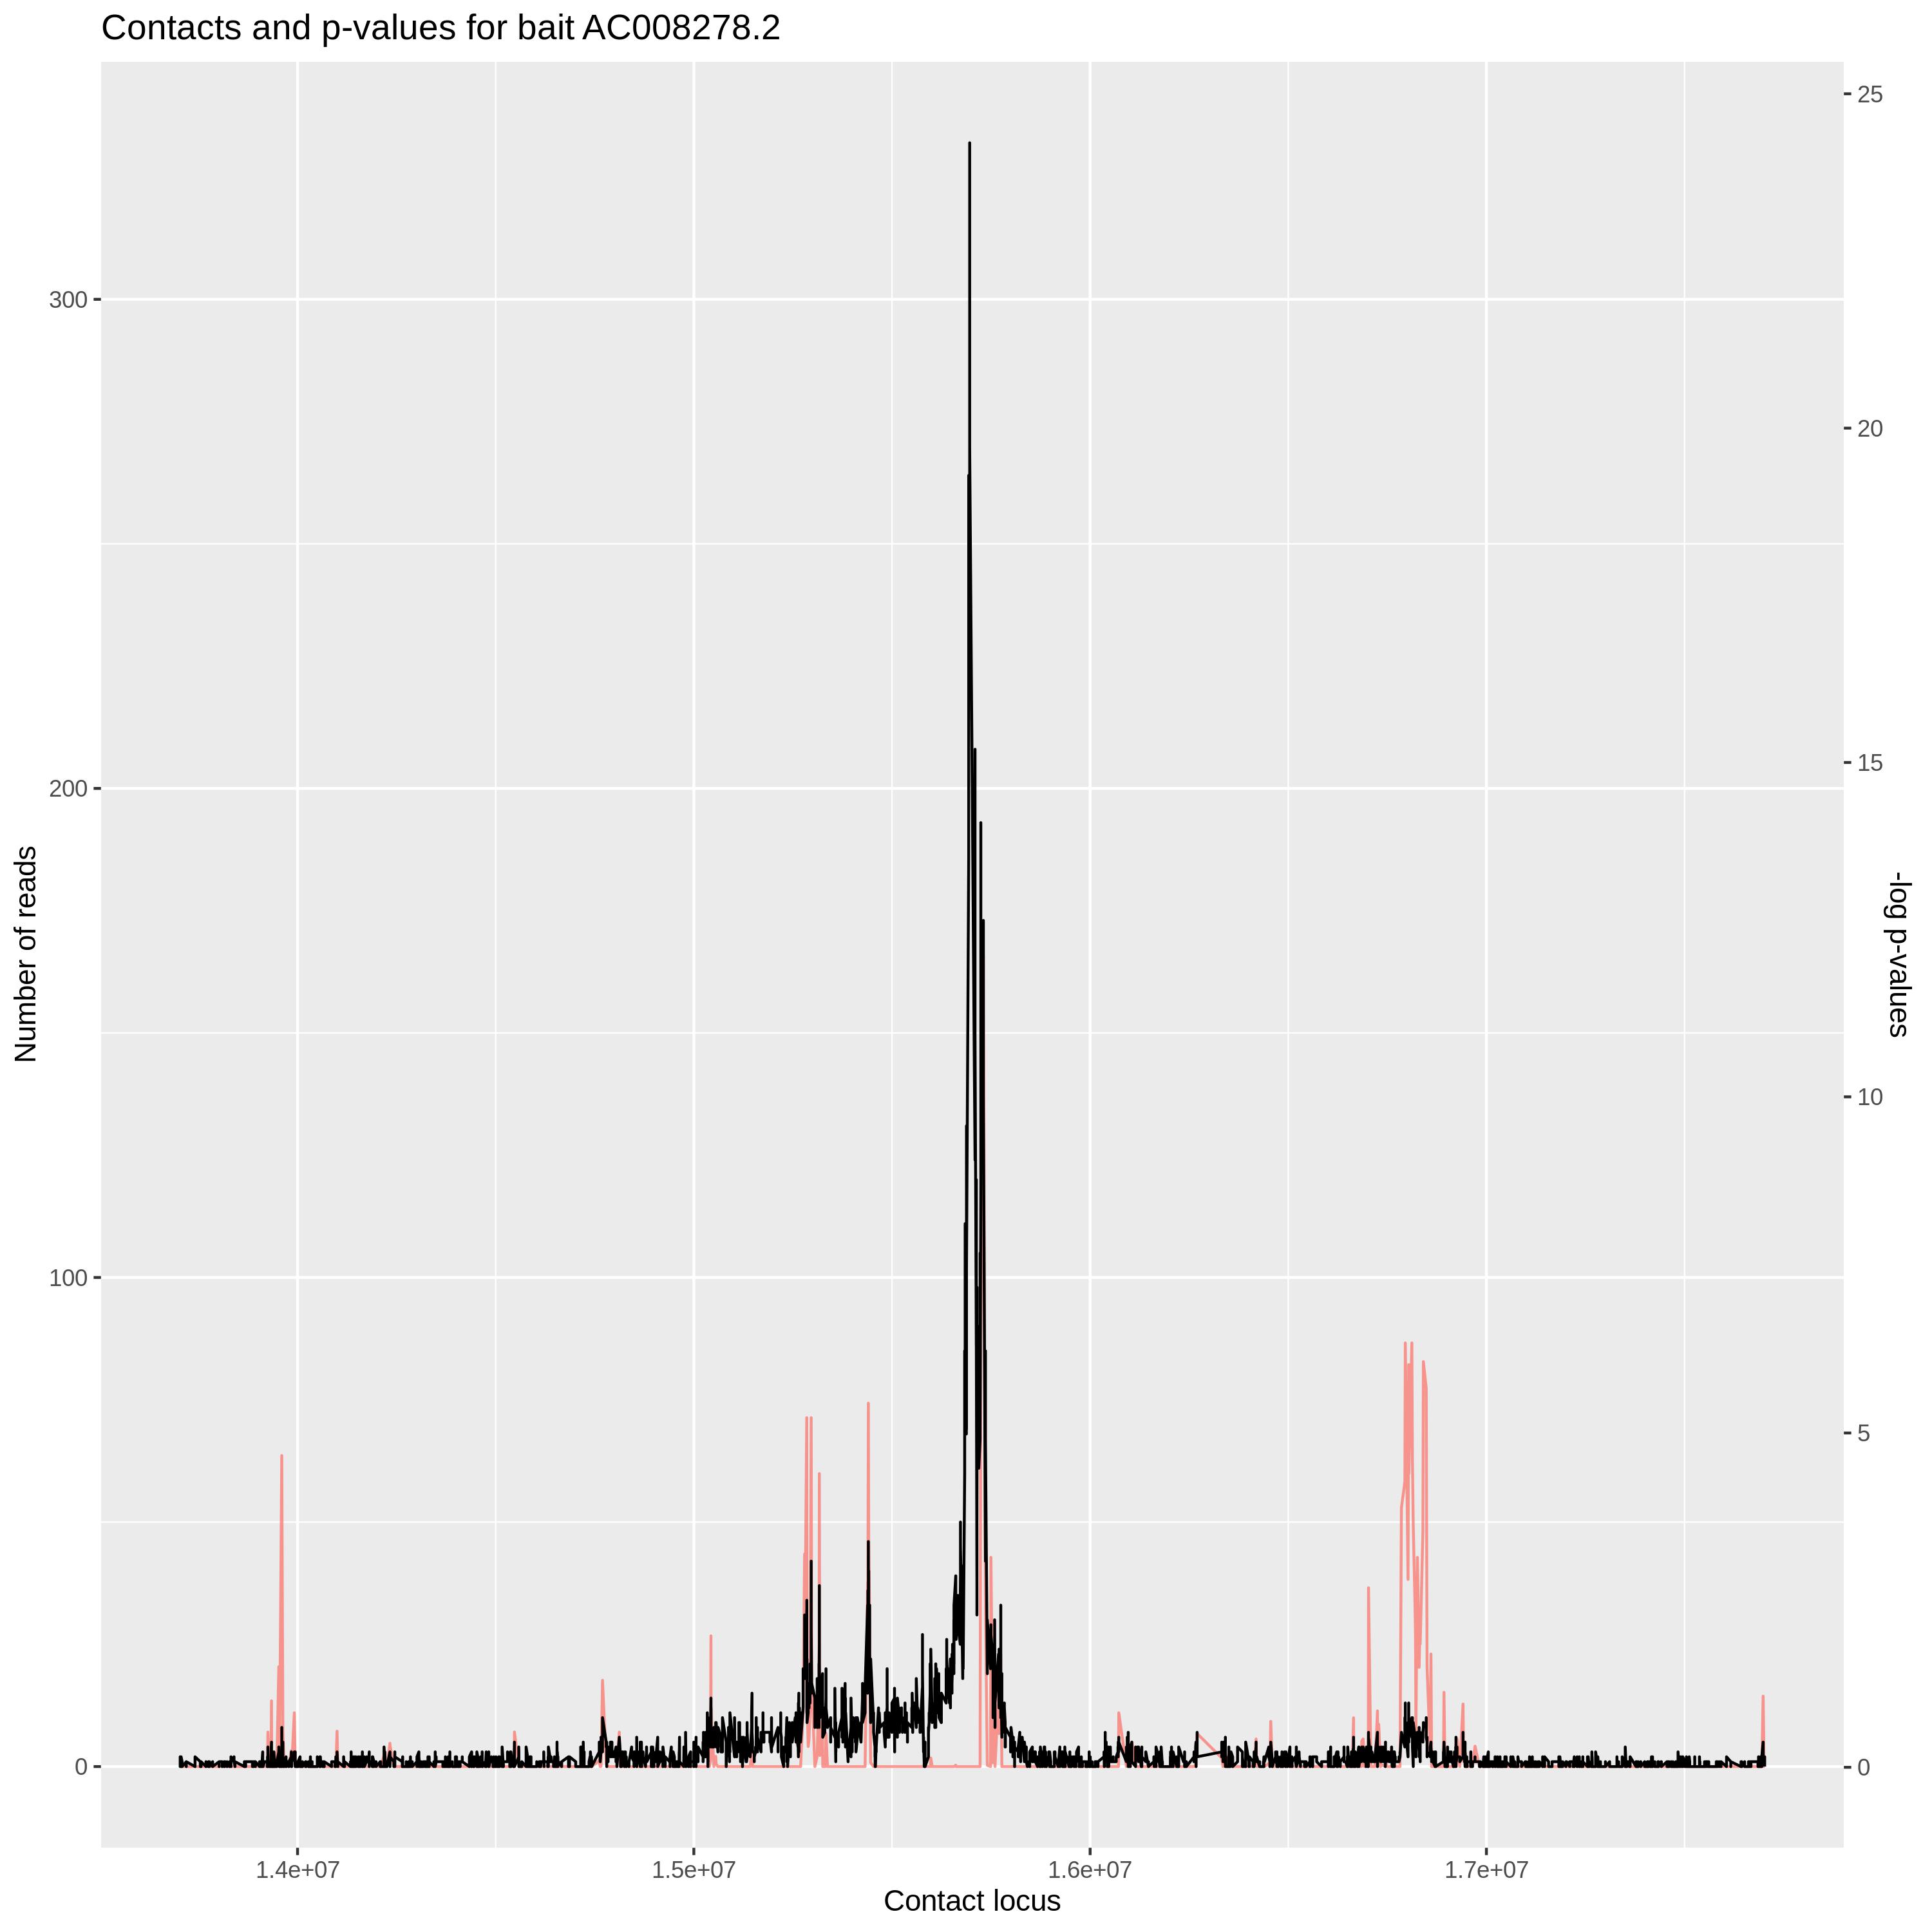 Contacts and p-values for bait AC008278.2
Number of reads
300
200
100
0
25
20
15
10
5
0
-log p-values
1.4e+07 1.5e+07 1.6e+07 1.7e+07
Contact locus